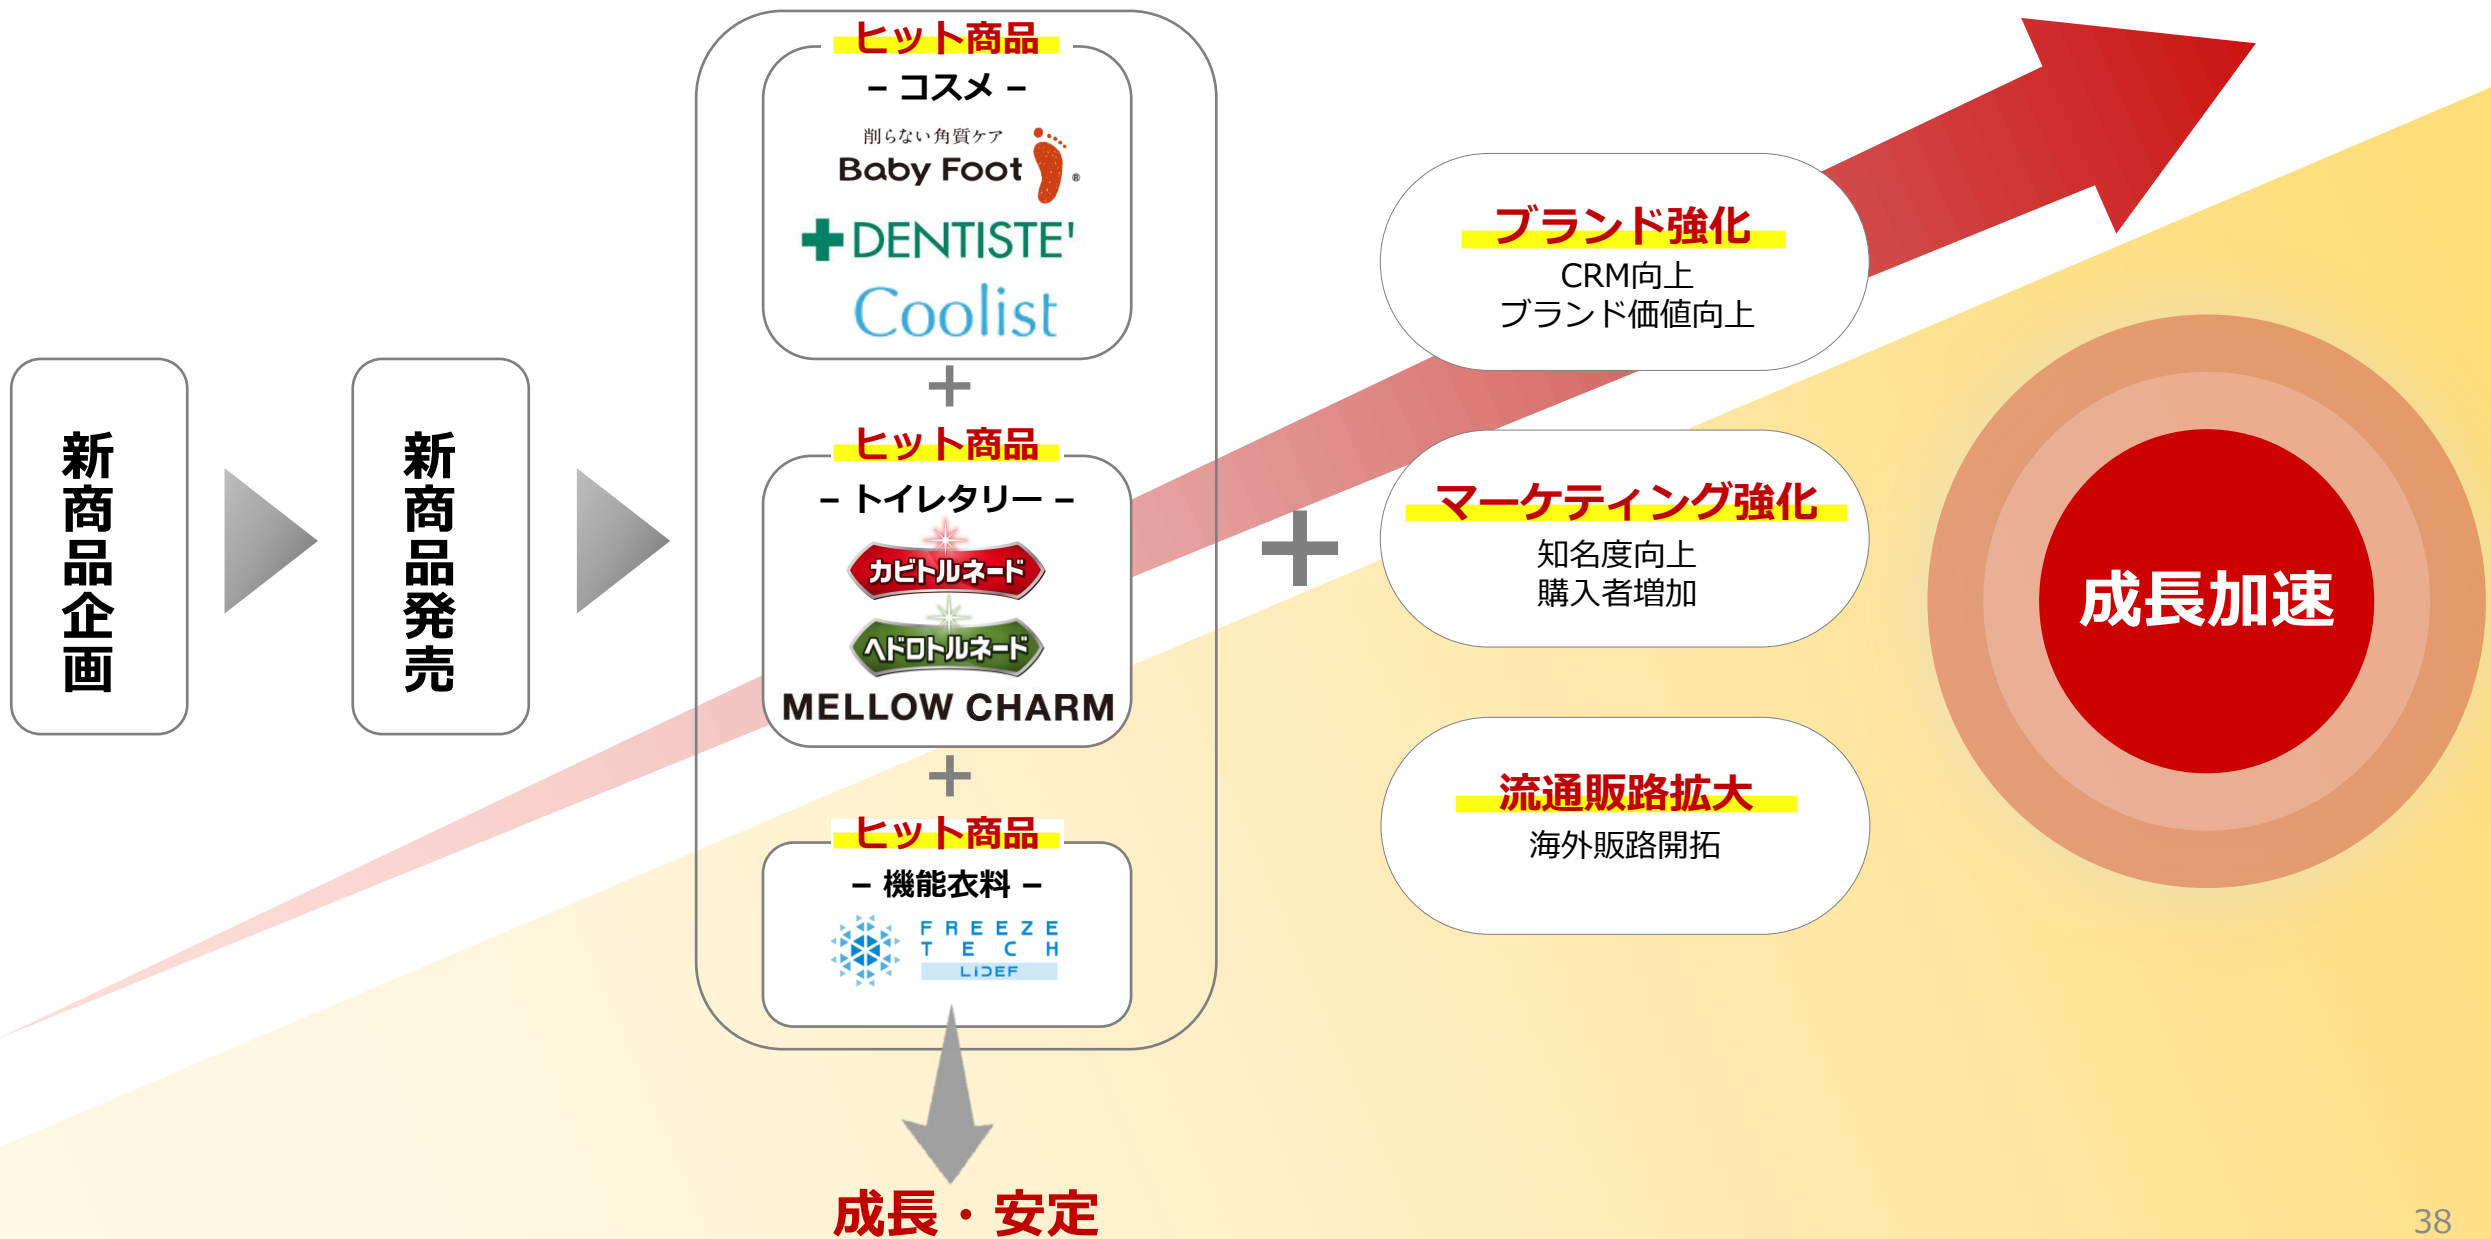 新商品企画
新商品発売
ヒット商品
– コスメ –
削らない角質ケア
Baby Foot ®
DENTISTE'
Coolist
+
ヒット商品
– トイレタリー –
カビトルネード
ヘドロトルネード
MELLOW CHARM
+
ヒット商品
– 機能衣料 –
FREEZE
TECH
LIDEF
成長・安定
+
ブランド強化
CRM向上
ブランド価値向上
マーケティング強化
知名度向上
購入者増加
流通販路拡大
海外販路開拓
成長加速
38